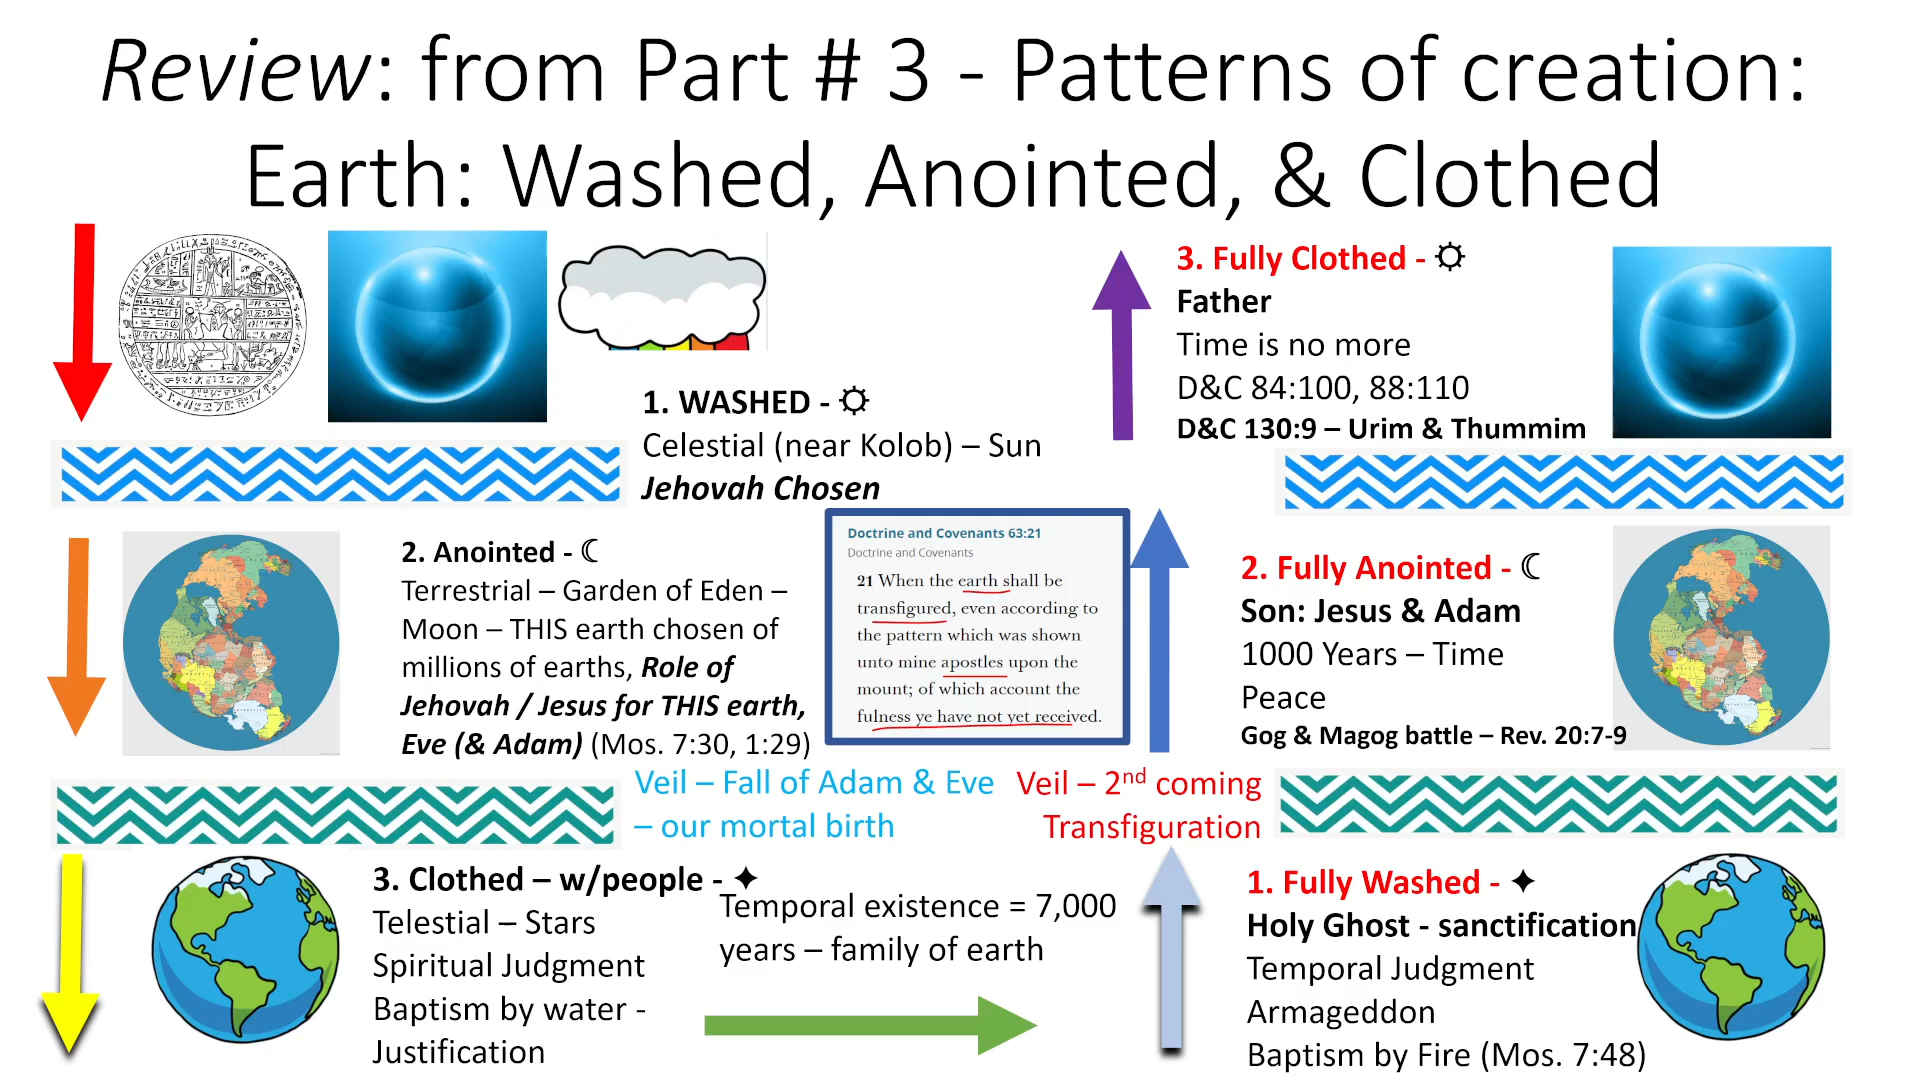 Review: from Part # 3 - Patterns of creation:
Earth: Washed, Anointed, & Clothed
1. WASHED - ☼
Celestial (near Kolob) – Sun
Jehovah Chosen
2. Anointed - ☾
Terrestrial – Garden of Eden –
Moon – THIS earth chosen of
millions of earths, Role of
Jehovah / Jesus for THIS earth,
Eve (& Adam) (Mos. 7:30, 1:29)
Veil – Fall of Adam & Eve
– our mortal birth
3. Clothed – w/people - ✦
Telestial – Stars
Spiritual Judgment
Baptism by water -
Justification
Temporal existence = 7,000
years – family of earth
Doctrine and Covenants 63:21
Doctrine and Covenants
21 When the earth shall be
transfigured, even according to
the pattern which was shown
unto mine apostles upon the
mount; of which account the
fulness ye have not yet received.
3. Fully Clothed - ☼
Father
Time is no more
D&C 84:100, 88:110
D&C 130:9 – Urim & Thummim
2. Fully Anointed - ☾
Son: Jesus & Adam
1000 Years – Time
Peace
Gog & Magog battle – Rev. 20:7-9
Veil – 2nd coming
Transfiguration
1. Fully Washed - ✦
Holy Ghost - sanctification
Temporal Judgment
Armageddon
Baptism by Fire (Mos. 7:48)